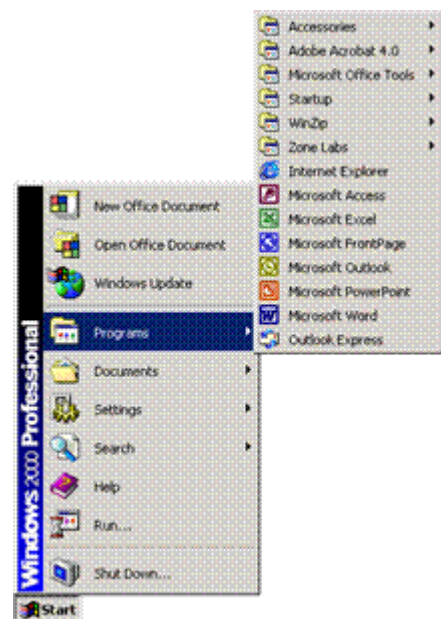 Accessories
Adobe Acrobat 4.0
Microsoft Office Tools
Startup
WinZip
Zone Labs
Internet Explorer
Microsoft Access
Microsoft Excel
Microsoft FrontPage
Microsoft Outlook
Microsoft PowerPoint
Microsoft Word
Outlook Express
New Office Document
Open Office Document
Windows Update
Programs
Documents
Settings
Search
Help
Run...
Shut Down...
Windows 2000 Professional
Start